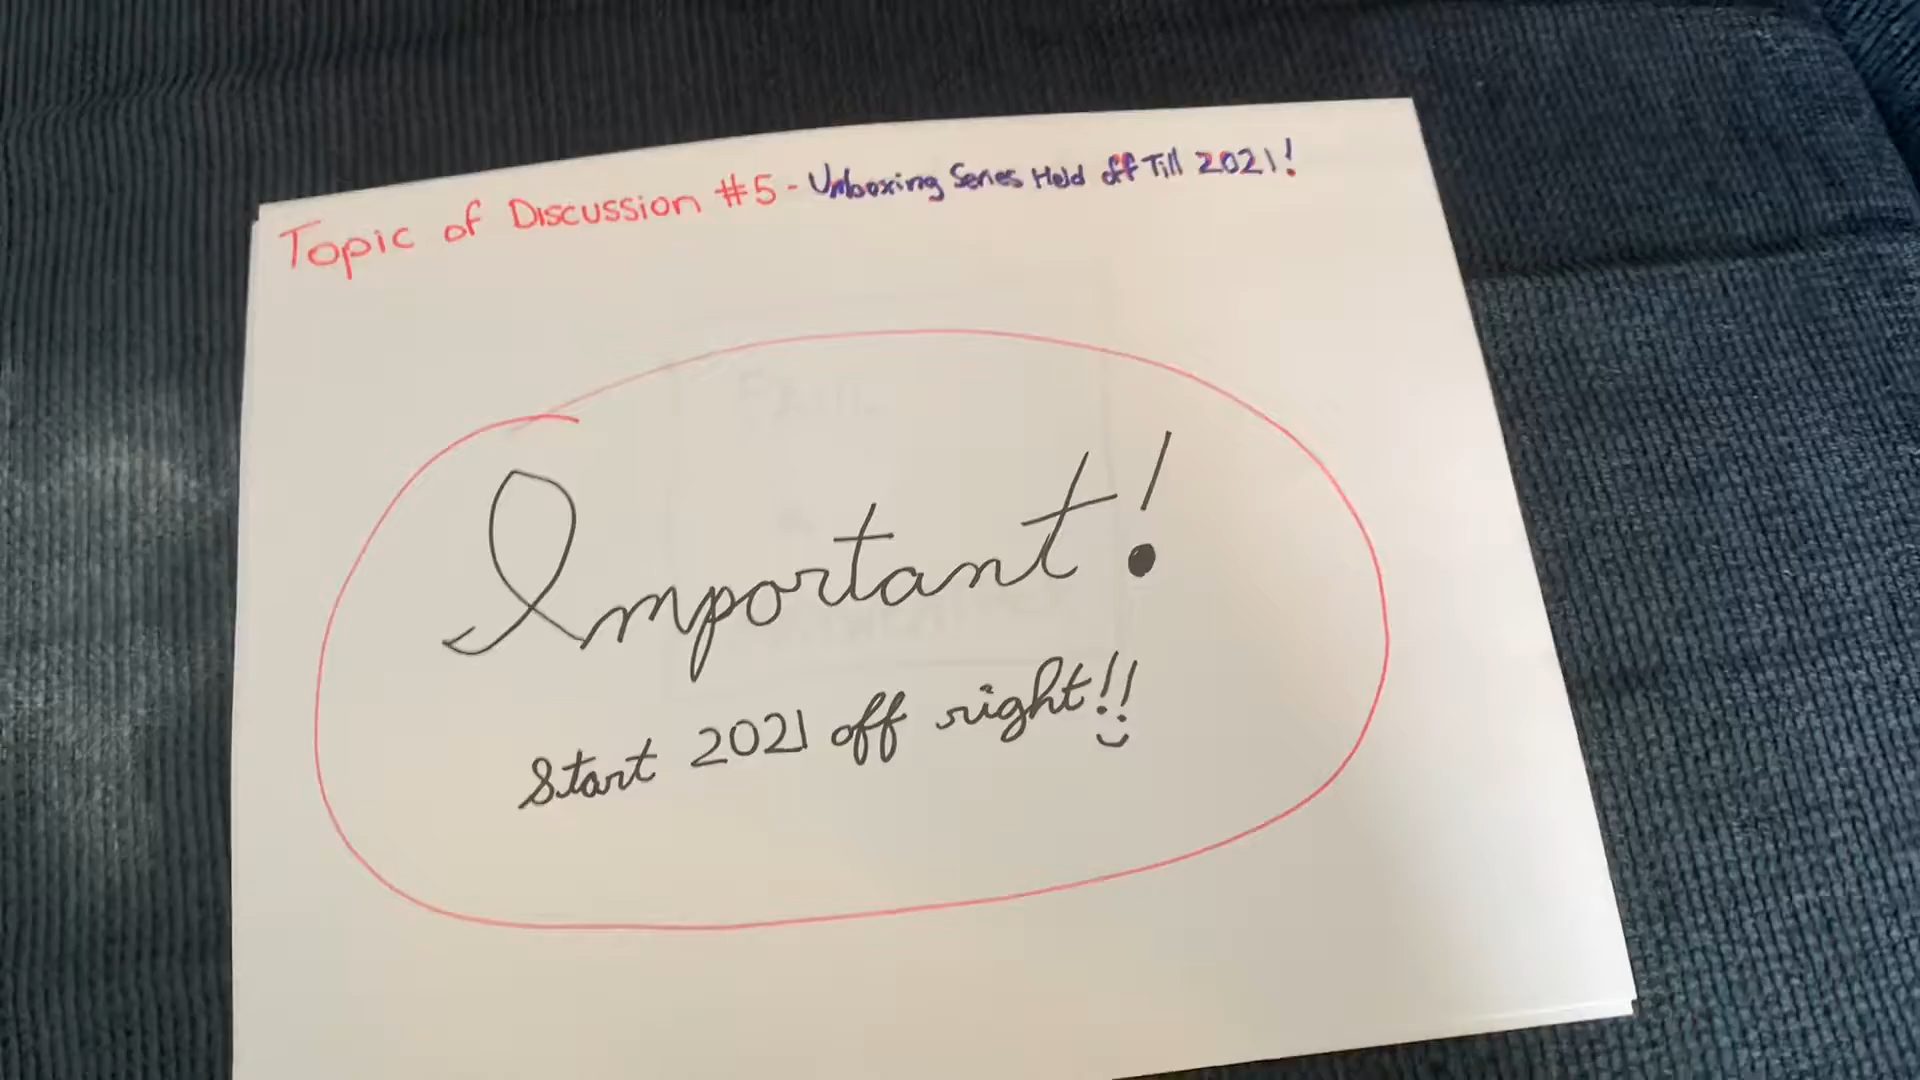 Topic of Discussion #5 - Unboxing Series Held off Till 2021!
Important!
Start 2021 off right!!